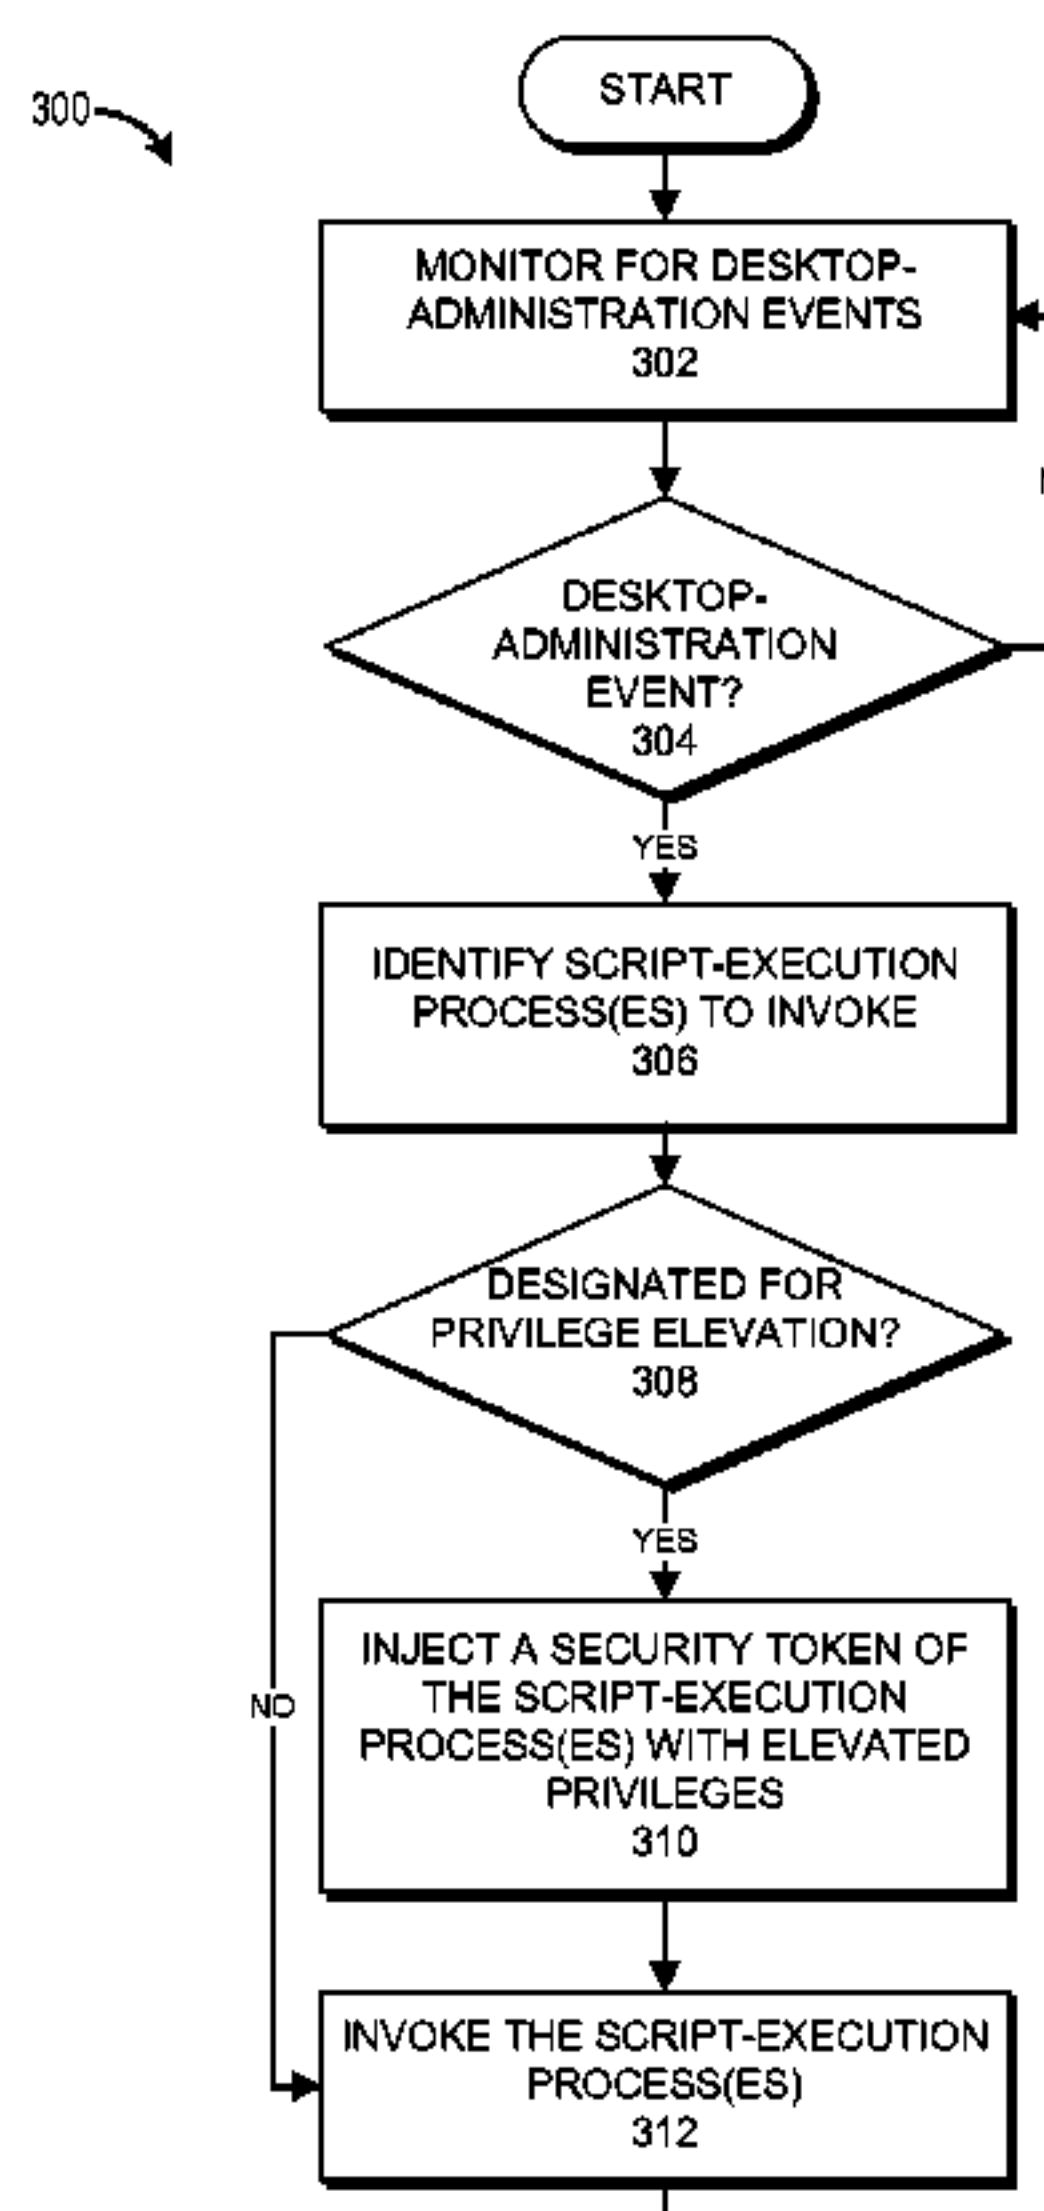 START
300
MONITOR FOR DESKTOP-
ADMINISTRATION EVENTS
302
DESKTOP-
ADMINISTRATION
EVENT?
304
YES
IDENTIFY SCRIPT-EXECUTION
PROCESS(ES) TO INVOKE
306
DESIGNATED FOR
PRIVILEGE ELEVATION?
308
YES
INJECT A SECURITY TOKEN OF
THE SCRIPT-EXECUTION
PROCESS(ES) WITH ELEVATED
PRIVILEGES
310
NO
INVOKE THE SCRIPT-EXECUTION
PROCESS(ES)
312